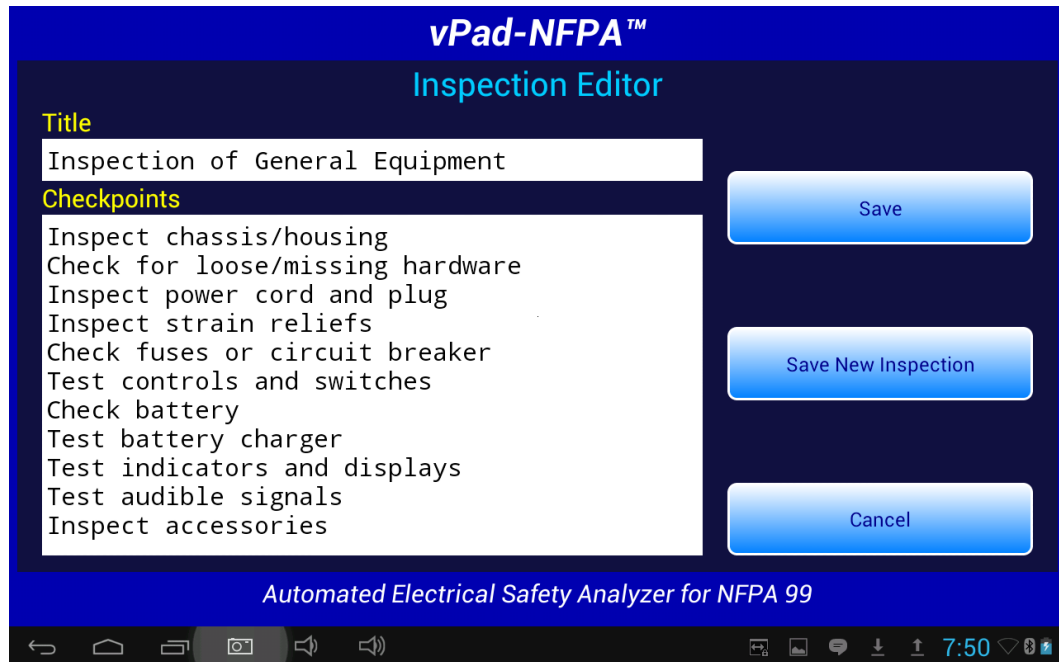 vPad-NFPA™
Inspection Editor
Title
Inspection of General Equipment
Checkpoints
Inspect chassis/housing
Check for loose/missing hardware
Inspect power cord and plug
Inspect strain reliefs
Check fuses or circuit breaker
Test controls and switches
Check battery
Test battery charger
Test indicators and displays
Test audible signals
Inspect accessories
Save
Save New Inspection
Cancel
Automated Electrical Safety Analyzer for NFPA 99
7:50